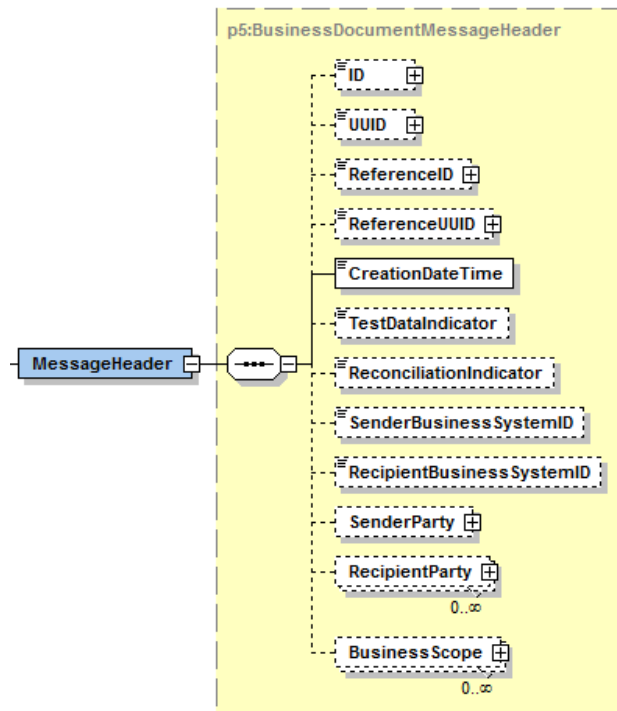 p5:BusinessDocumentMessageHeader
ID
UUID
ReferenceID
ReferenceUUID
CreationDateTime
TestDataIndicator
MessageHeader
ReconciliationIndicator
SenderBusinessSystemID
RecipientBusinessSystemID
SenderParty
RecipientParty
0..∞
BusinessScope
0..∞